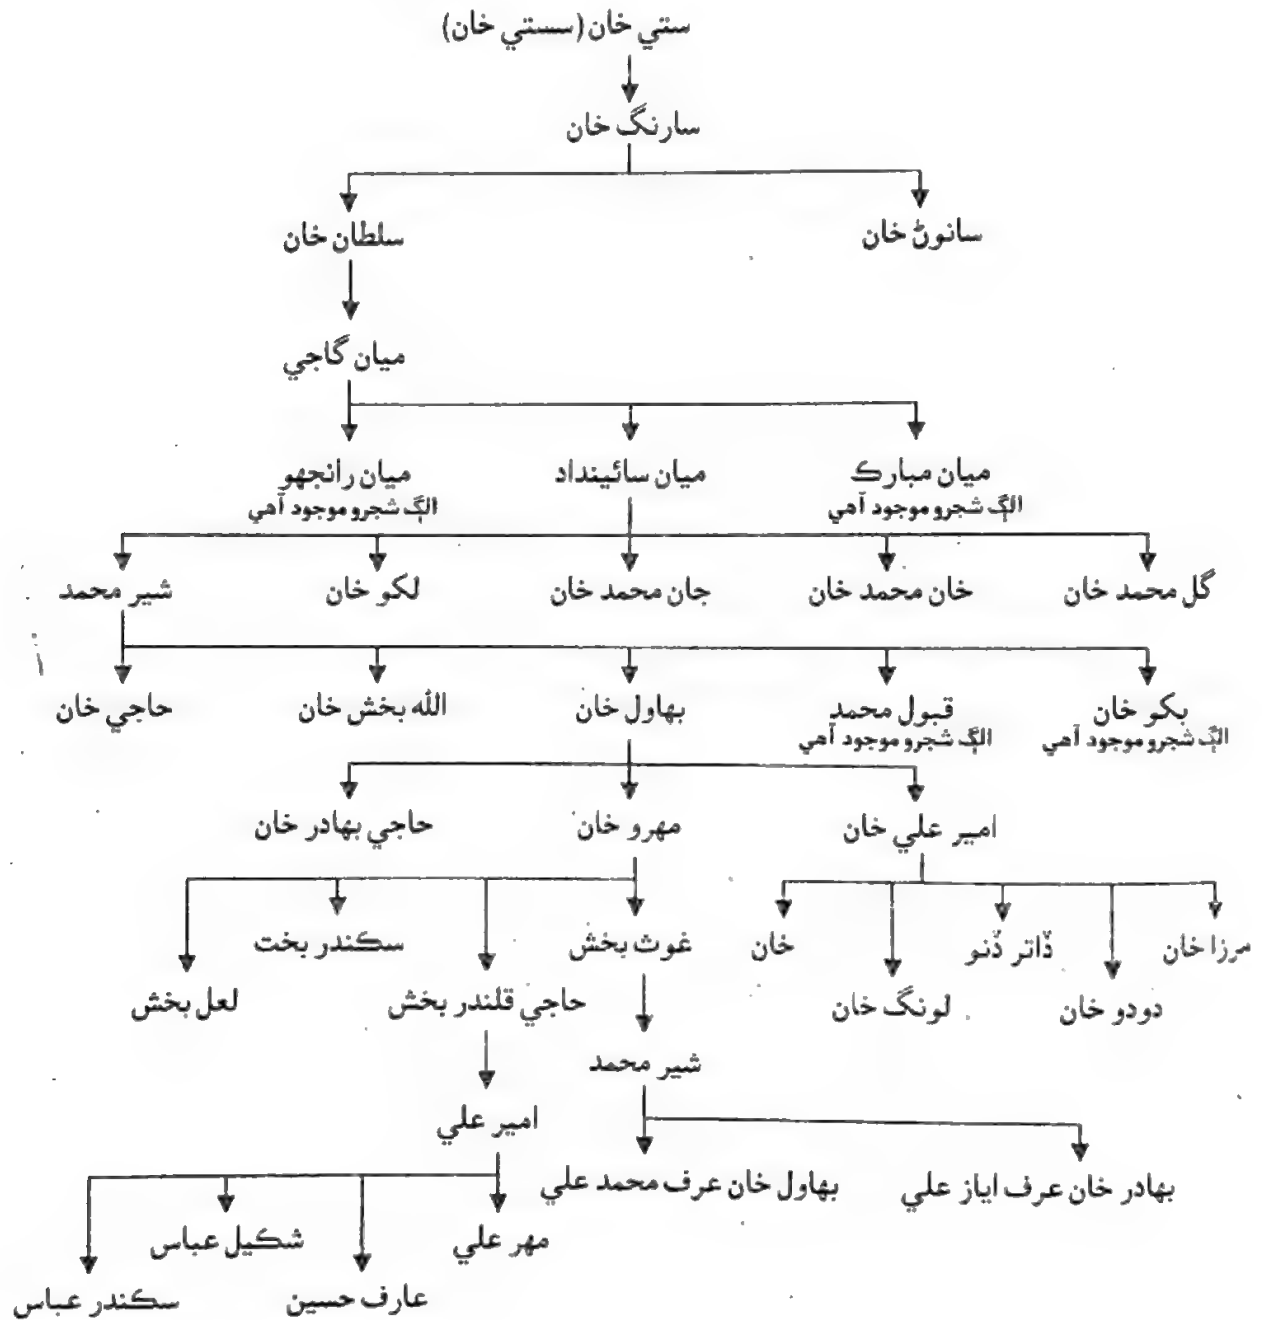 ستي خان (سستي خان)
سارنگ خان
سانوڻ خان
سلطان خان
ميان گاجي
ميان مبارڪ
الڳ شجرو موجود آهي
ميان سائينداد
ميان رانجهو
الڳ شجرو موجود آهي
گل محمد خان
خان محمد خان
جان محمد خان
لکو خان
شير محمد
بکو خان
الڳ شجرو موجود آهي
قبول محمد
الڳ شجرو موجود آهي
بهاول خان
الله بخش خان
حاجي خان
امير علي خان
مهرو خان
حاجي بهادر خان
مرزا خان
ڏاتر ڏنو
خان
غوث بخش
سڪندر بخت
دودو خان
لونگ خان
حاجي قلندر بخش
لعل بخش
شير محمد
امير علي
بهادر خان عرف اياز علي
بهاول خان عرف محمد علي
مهر علي
شڪيل عباس
عارف حسين
سڪندر عباس